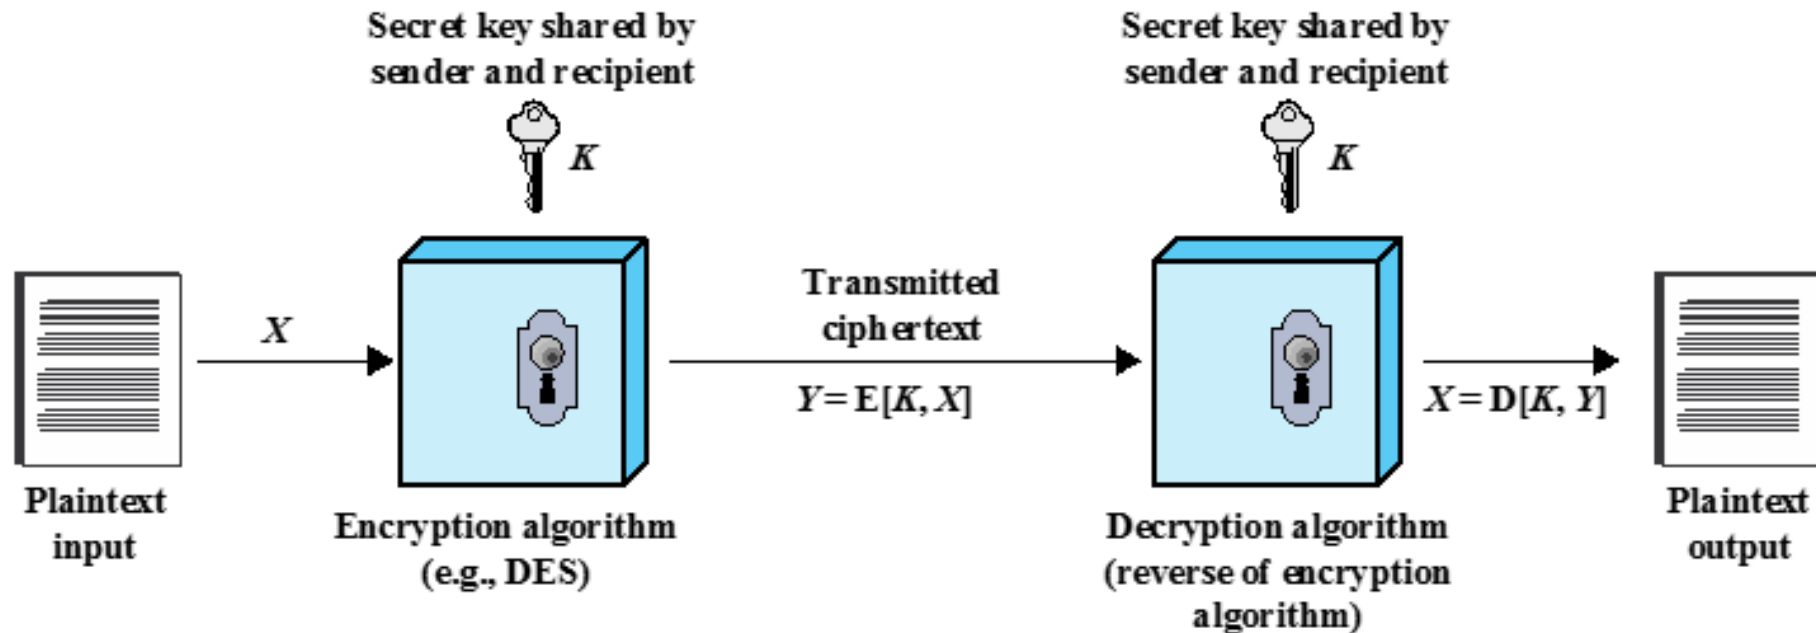 Secret key shared by
sender and recipient
K
Secret key shared by
sender and recipient
K
X
Transmitted
ciphertext
Y = E[K, X]
X = D[K, Y]
Plaintext
input
Encryption algorithm
(e.g., DES)
Decryption algorithm
(reverse of encryption
algorithm)
Plaintext
output